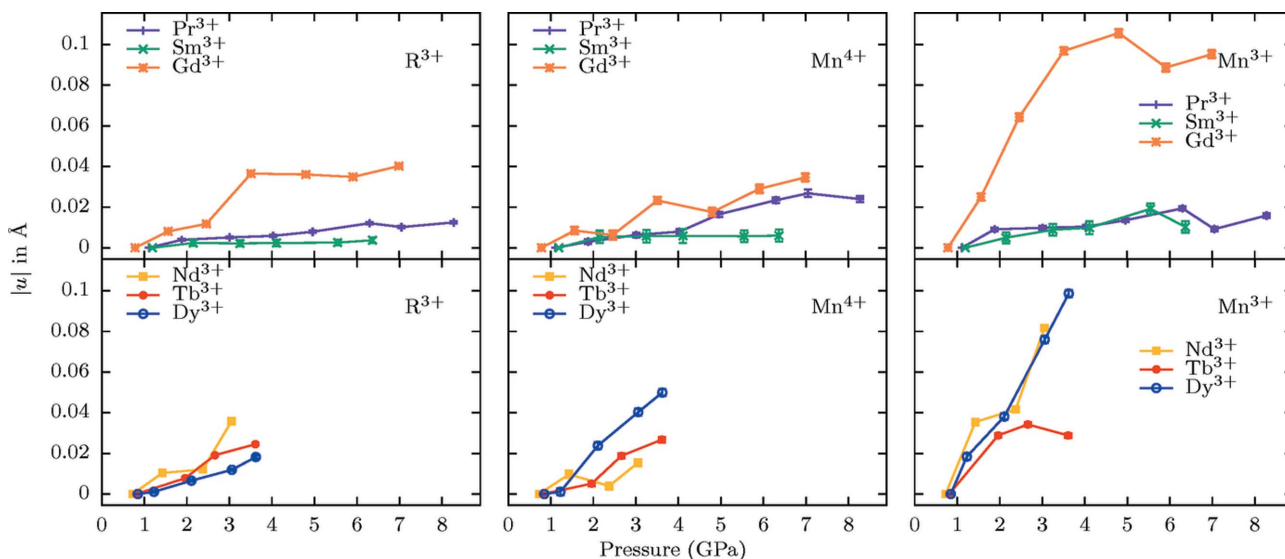 |u| in Å
0.1
0.08
0.06
0.04
0.02
0
Pr³⁺
Sm³⁺
Gd³⁺
R³⁺
Pr³⁺
Sm³⁺
Gd³⁺
Mn⁴⁺
Mn³⁺
Pr³⁺
Sm³⁺
Gd³⁺
0.1
0.08
0.06
0.04
0.02
0
Nd³⁺
Tb³⁺
Dy³⁺
R³⁺
Nd³⁺
Tb³⁺
Dy³⁺
Mn⁴⁺
Mn³⁺
Nd³⁺
Tb³⁺
Dy³⁺
0 1 2 3 4 5 6 7 8 0 1 2 3 4 5 6 7 8 0 1 2 3 4 5 6 7 8
Pressure (GPa)